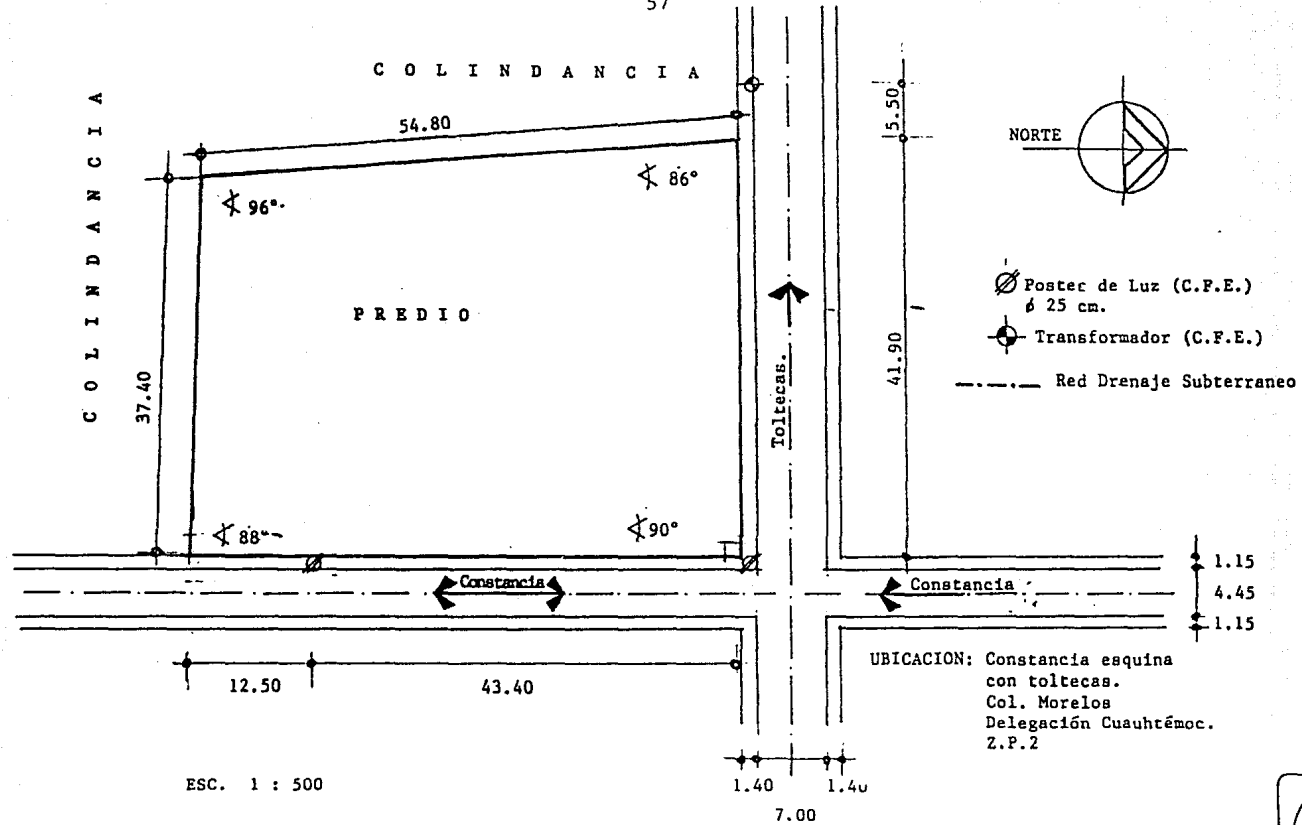 57
COLINDANCIA
COLINDANCIA
54.80
5.50
NORTE
96°
86°
PREDIO
Poster de Luz (C.F.E.)
ø 25 cm.
Transformador (C.F.E.)
Red Drenaje Subterraneo
37.40
Toltecas.
41.90
88°
90°
Constancia
Constancia
1.15
4.45
1.15
12.50
43.40
UBICACION: Constancia esquina
con toltecas.
Col. Morelos
Delegación Cuauhtémoc.
Z.P.2
ESC. 1 : 500
1.40
1.40
7.00